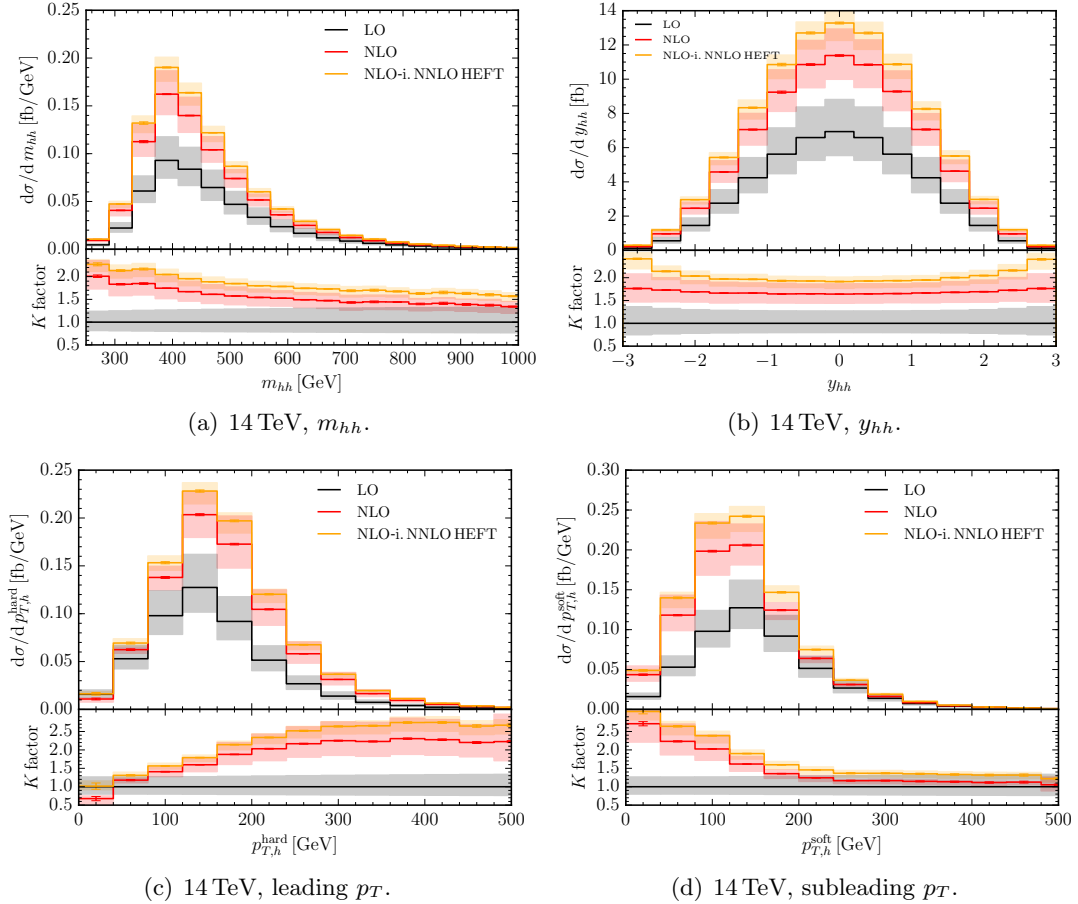 0.25
0.20
0.15
0.10
0.05
0.00
dσ/d m_hh [fb/GeV]
LO
NLO
NLO-i. NNLO HEFT
2.0
1.5
1.0
0.5
K factor
300 400 500 600 700 800 900 1000
m_hh [GeV]
(a) 14 TeV, m_hh.
14
12
10
8
6
4
2
0
dσ/d y_hh [fb]
LO
NLO
NLO-i. NNLO HEFT
2.0
1.5
1.0
0.5
K factor
−3 −2 −1 0 1 2 3
y_hh
(b) 14 TeV, y_hh.
0.25
0.20
0.15
0.10
0.05
0.00
dσ/d p_{T,h}^{hard} [fb/GeV]
LO
NLO
NLO-i. NNLO HEFT
2.5
2.0
1.5
1.0
0.5
K factor
0 100 200 300 400 500
p_{T,h}^{hard} [GeV]
(c) 14 TeV, leading p_T.
0.30
0.25
0.20
0.15
0.10
0.05
0.00
dσ/d p_{T,h}^{soft} [fb/GeV]
LO
NLO
NLO-i. NNLO HEFT
2.5
2.0
1.5
1.0
0.5
K factor
0 100 200 300 400 500
p_{T,h}^{soft} [GeV]
(d) 14 TeV, subleading p_T.